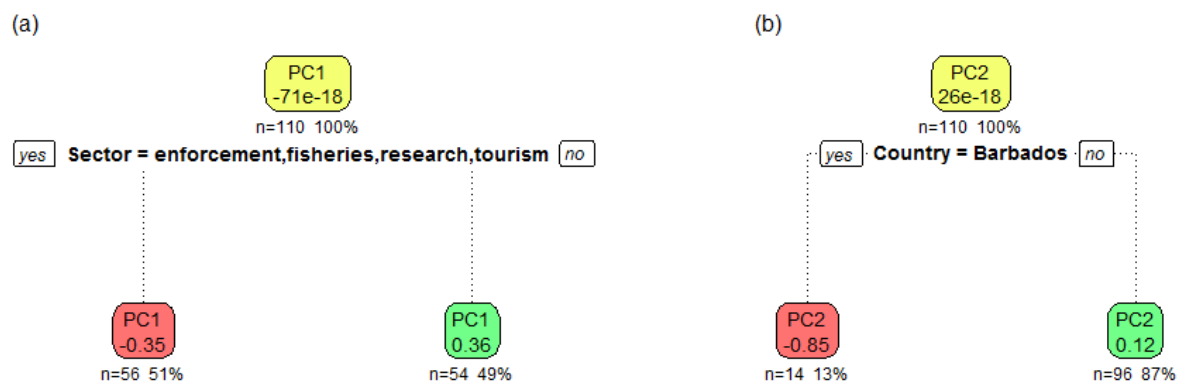 (a)
PC1
-71e-18
n=110 100%
yes Sector = enforcement,fisheries,research,tourism no
PC1
-0.35
n=56 51%
PC1
0.36
n=54 49%
(b)
PC2
26e-18
n=110 100%
yes Country = Barbados no
PC2
-0.85
n=14 13%
PC2
0.12
n=96 87%